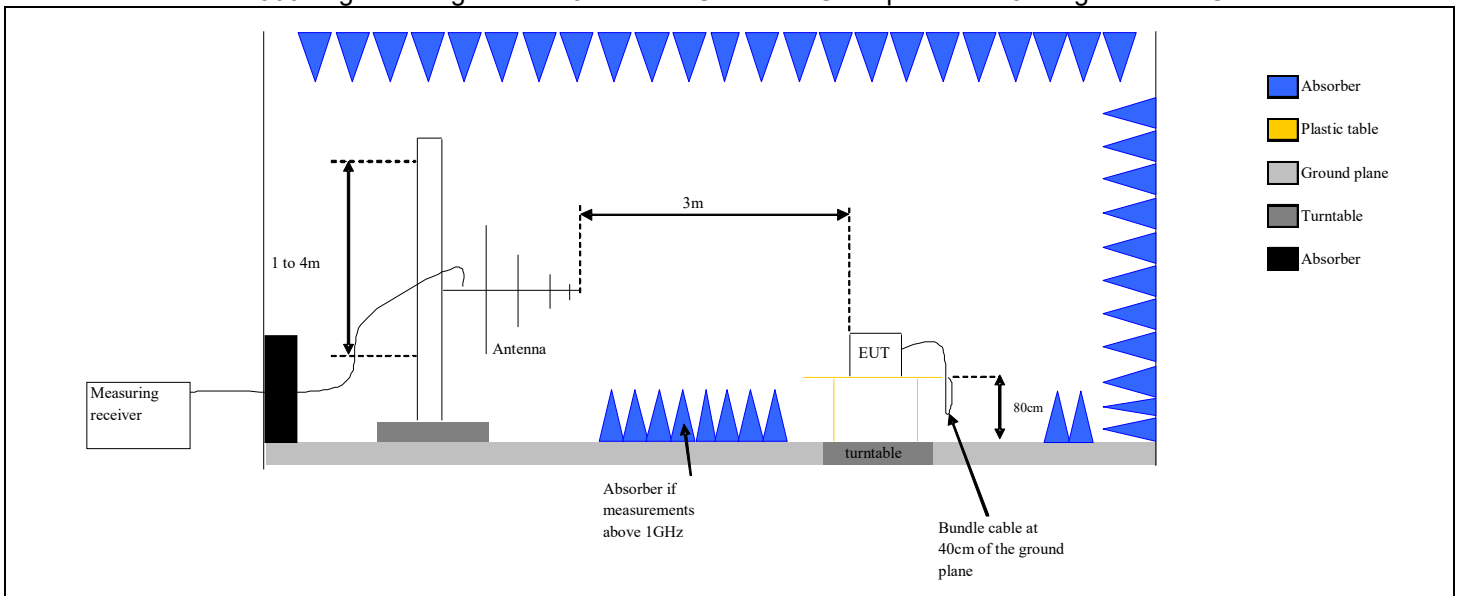 Absorber
Plastic table
Ground plane
Turntable
Absorber
3m
1 to 4m
Antenna
EUT
Measuring
receiver
80cm
turntable
Absorber if
measurements
above 1GHz
Bundle cable at
40cm of the ground
plane